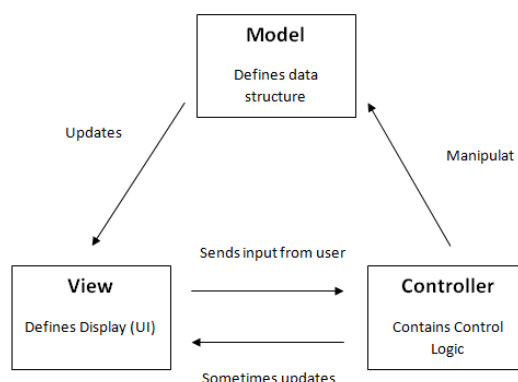 Model
Defines data
structure
Updates
Manipulat
Sends input from user
View
Defines Display (UI)
Controller
Contains Control
Logic
Sometimes updates